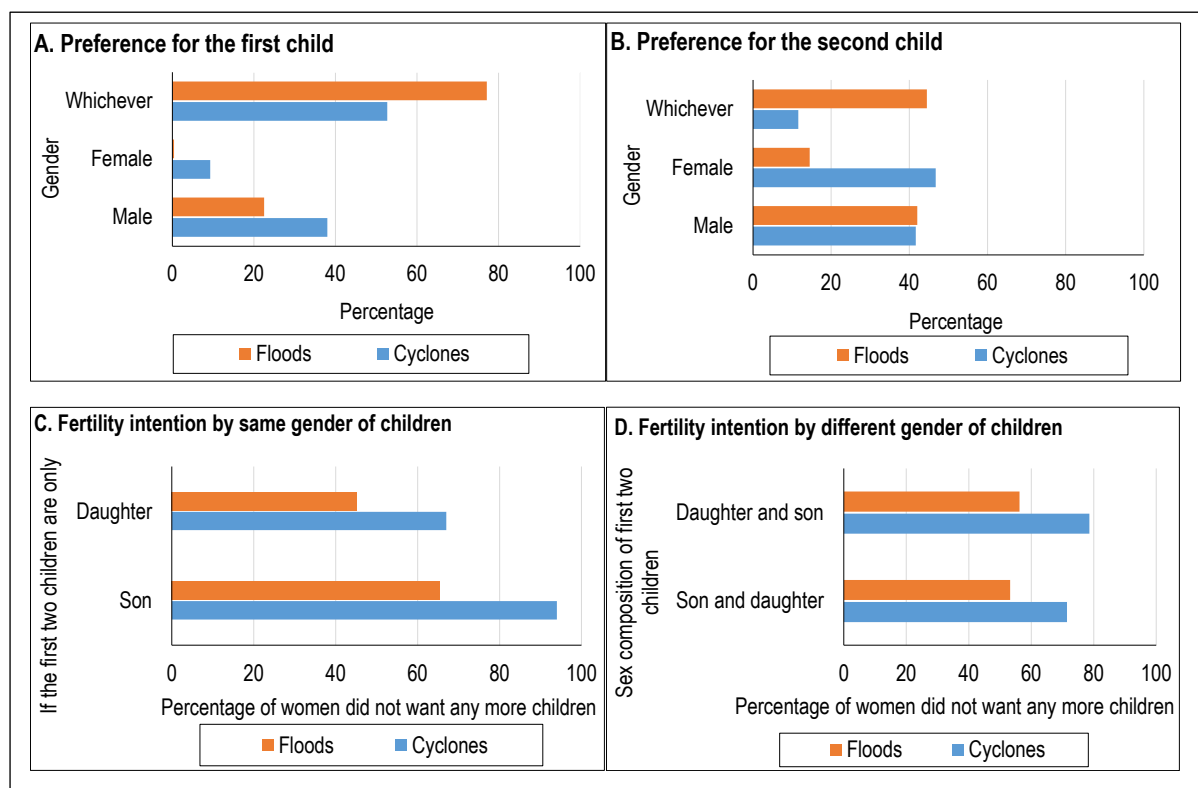 A. Preference for the first child
Gender
Whichever
Female
Male
0 20 40 60 80 100
Percentage
Floods Cyclones
B. Preference for the second child
Gender
Whichever
Female
Male
0 20 40 60 80 100
Percentage
Floods Cyclones
C. Fertility intention by same gender of children
If the first two children are only
Daughter
Son
0 20 40 60 80 100
Percentage of women did not want any more children
Floods Cyclones
D. Fertility intention by different gender of children
Sex composition of first two
children
Daughter and son
Son and daughter
0 20 40 60 80 100
Percentage of women did not want any more children
Floods Cyclones